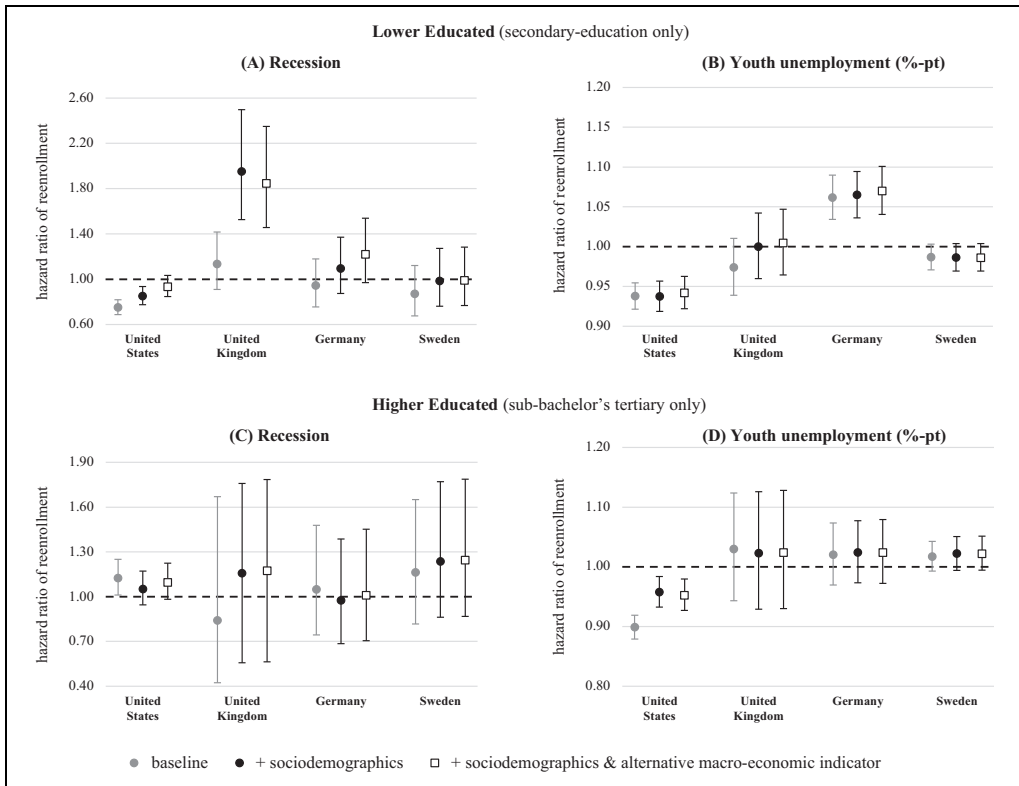 Lower Educated (secondary-education only)
(A) Recession
hazard ratio of reenrollment
2.60
2.20
1.80
1.40
1.00
0.60
United States
United Kingdom
Germany
Sweden
(B) Youth unemployment (%-pt)
hazard ratio of reenrollment
1.20
1.15
1.10
1.05
1.00
0.95
0.90
United States
United Kingdom
Germany
Sweden
Higher Educated (sub-bachelor's tertiary only)
(C) Recession
hazard ratio of reenrollment
1.90
1.60
1.30
1.00
0.70
0.40
United States
United Kingdom
Germany
Sweden
(D) Youth unemployment (%-pt)
hazard ratio of reenrollment
1.20
1.10
1.00
0.90
0.80
United States
United Kingdom
Germany
Sweden
baseline
+ sociodemographics
+ sociodemographics & alternative macro-economic indicator